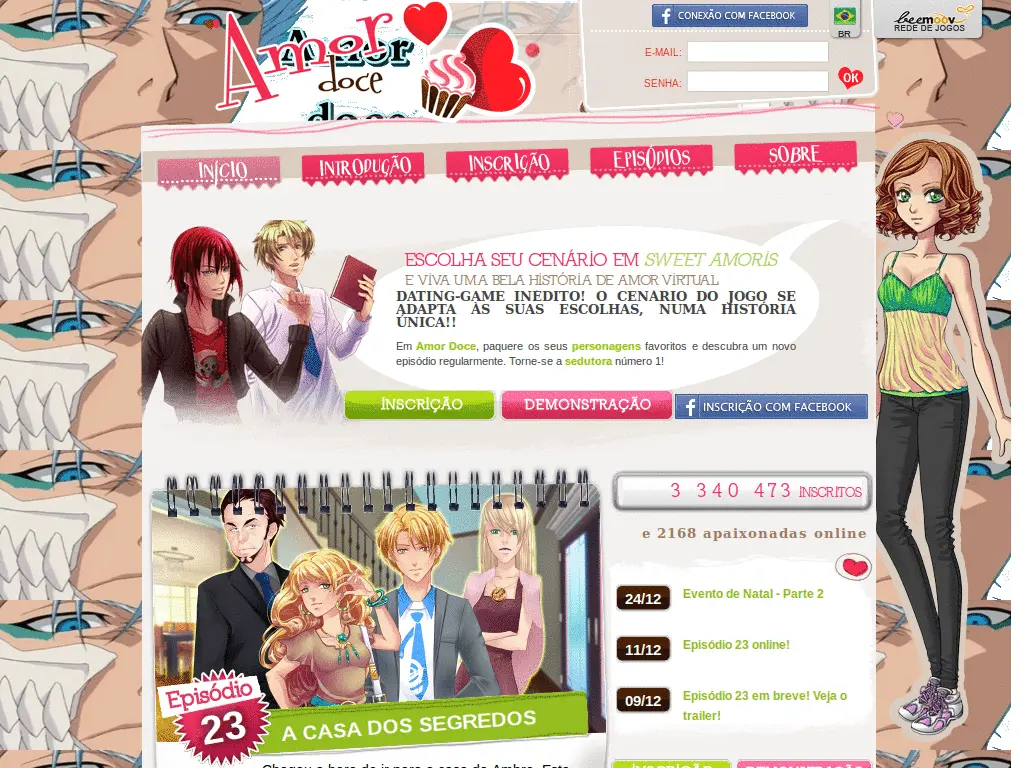 CONEXÃO COM FACEBOOK
BR
beemoov
REDE DE JOGOS
Amor
doce
E-MAIL:
SENHA:
OK
INÍCIO
INTRODUÇÃO
INSCRIÇÃO
EPISÓDIOS
SOBRE
ESCOLHA SEU CENÁRIO EM SWEET AMORIS
E VIVA UMA BELA HISTÓRIA DE AMOR VIRTUAL
DATING-GAME INEDITO! O CENARIO DO JOGO SE
ADAPTA ÀS SUAS ESCOLHAS, NUMA HISTÓRIA
ÚNICA!!
Em Amor Doce, paquere os seus personagens favoritos e descubra um novo
episódio regularmente. Torne-se a sedutora número 1!
INSCRIÇÃO
DEMONSTRAÇÃO
INSCRIÇÃO COM FACEBOOK
3 340 473 INSCRITOS
e 2168 apaixonadas online
24/12 Evento de Natal - Parte 2
11/12 Episódio 23 online!
09/12 Episódio 23 em breve! Veja o
trailer!
Episódio
23
A CASA DOS SEGREDOS
INSCRIÇÃO
DEMONSTRAÇÃO